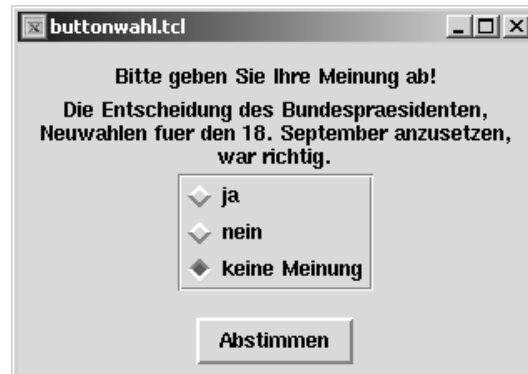 buttonwahl.tcl
Bitte geben Sie Ihre Meinung ab!
Die Entscheidung des Bundespraesidenten,
Neuwahlen fuer den 18. September anzusetzen,
war richtig.
ja
nein
keine Meinung
Abstimmen